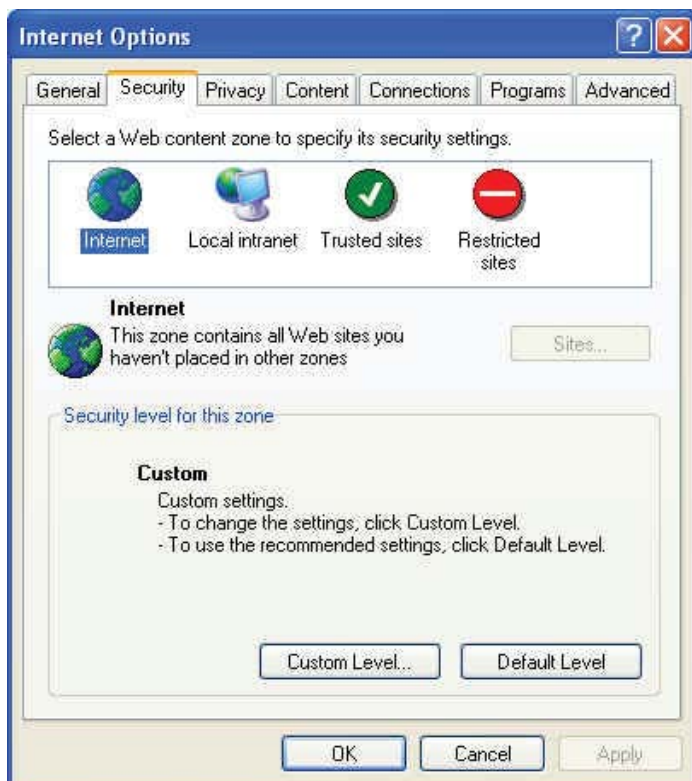 Internet Options
General Security Privacy Content Connections Programs Advanced
Select a Web content zone to specify its security settings.
Internet Local intranet Trusted sites Restricted sites
Internet
This zone contains all Web sites you
haven't placed in other zones
Sites...
Security level for this zone
Custom
Custom settings.
- To change the settings, click Custom Level.
- To use the recommended settings, click Default Level.
Custom Level... Default Level
OK Cancel Apply